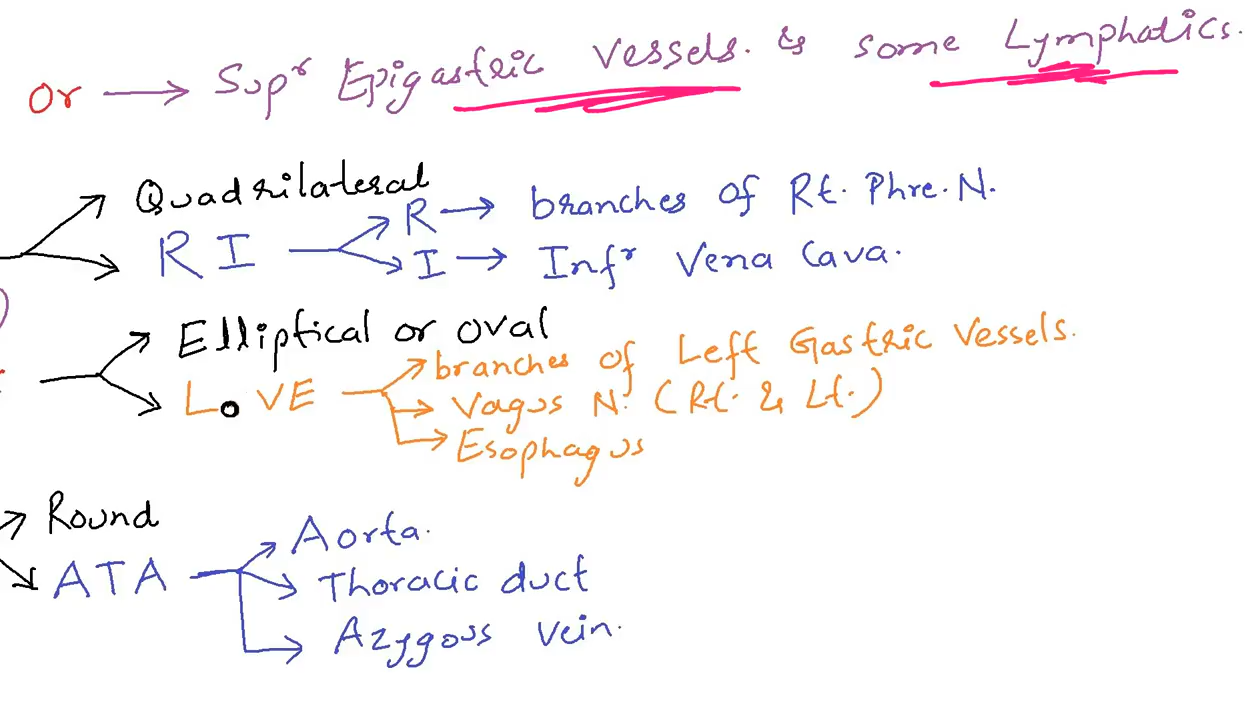 Or → Supʳ Epigastric Vessels. & some Lymphatics.
Quadrilateral
RI
R → branches of Rt. Phre. N.
I → Infʳ Vena Cava.
Elliptical or oval
LoVE
branches of Left Gastric Vessels.
Vagus N. (Rt. & Lt.)
Esophagus
Round
ATA
Aorta.
Thoracic duct
Azygous vein.